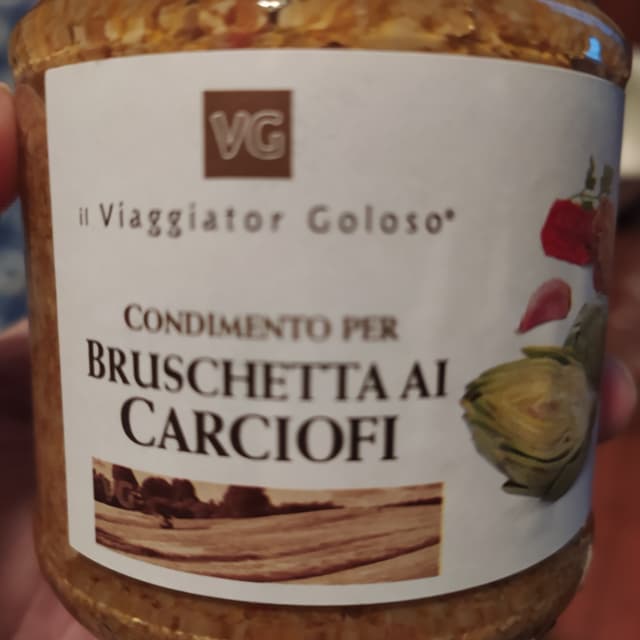 VG
il Viaggiator Goloso®
CONDIMENTO PER
BRUSCHETTA AI
CARCIOFI